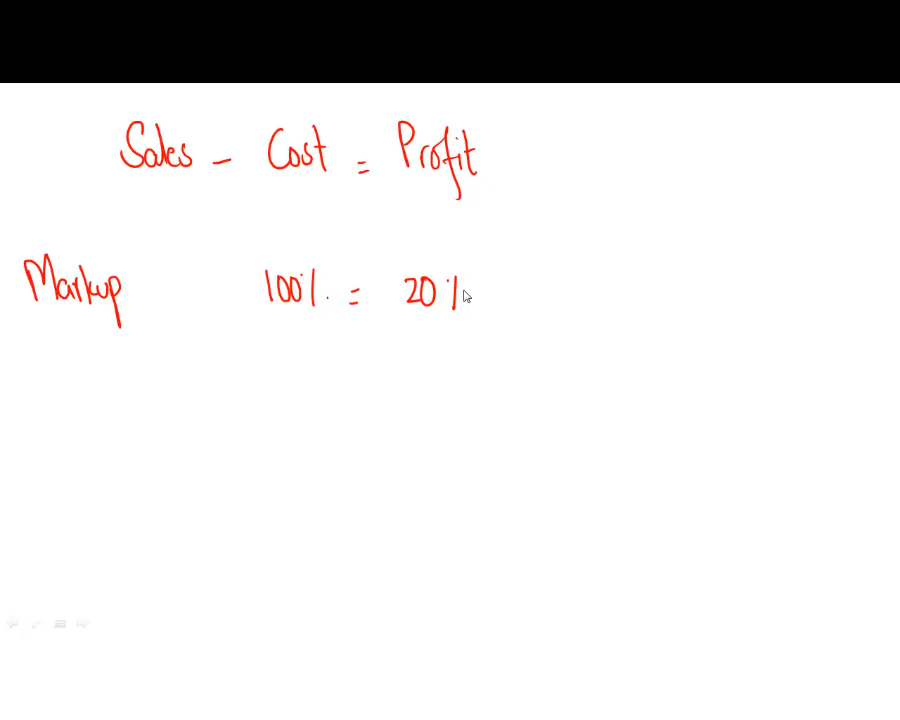 Sales - Cost = Profit
Markup 100% = 20%